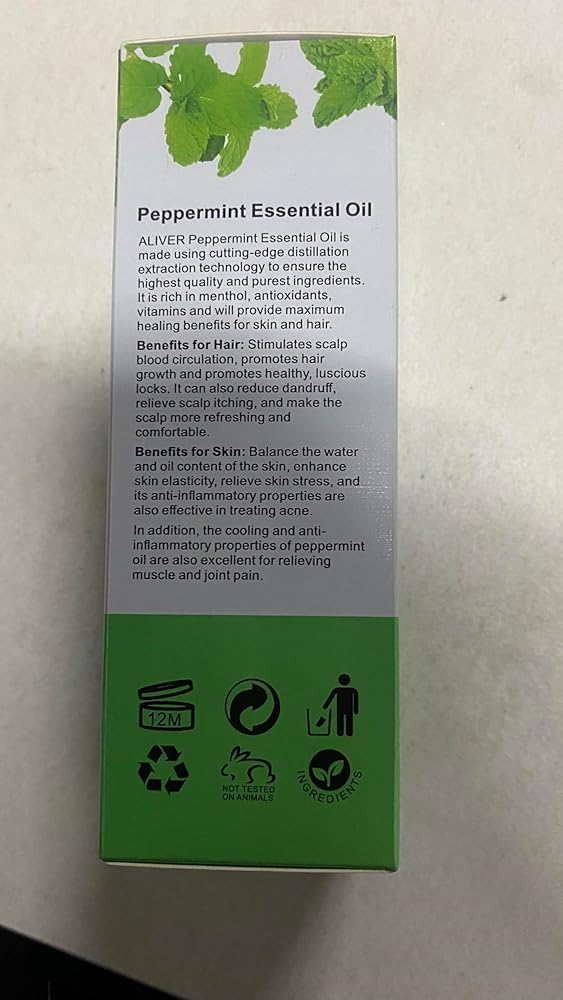 Peppermint Essential Oil
ALIVER Peppermint Essential Oil is
made using cutting-edge distillation
extraction technology to ensure the
highest quality and purest ingredients.
It is rich in menthol, antioxidants,
vitamins and will provide maximum
healing benefits for skin and hair.
Benefits for Hair: Stimulates scalp
blood circulation, promotes hair
growth and promotes healthy, luscious
locks. It can also reduce dandruff,
relieve scalp itching, and make the
scalp more refreshing and
comfortable.
Benefits for Skin: Balance the water
and oil content of the skin, enhance
skin elasticity, relieve skin stress, and
its anti-inflammatory properties are
also effective in treating acne.
In addition, the cooling and anti-
inflammatory properties of peppermint
oil are also excellent for relieving
muscle and joint pain.
12M
NOT TESTED
ON ANIMALS
INGREDIENTS